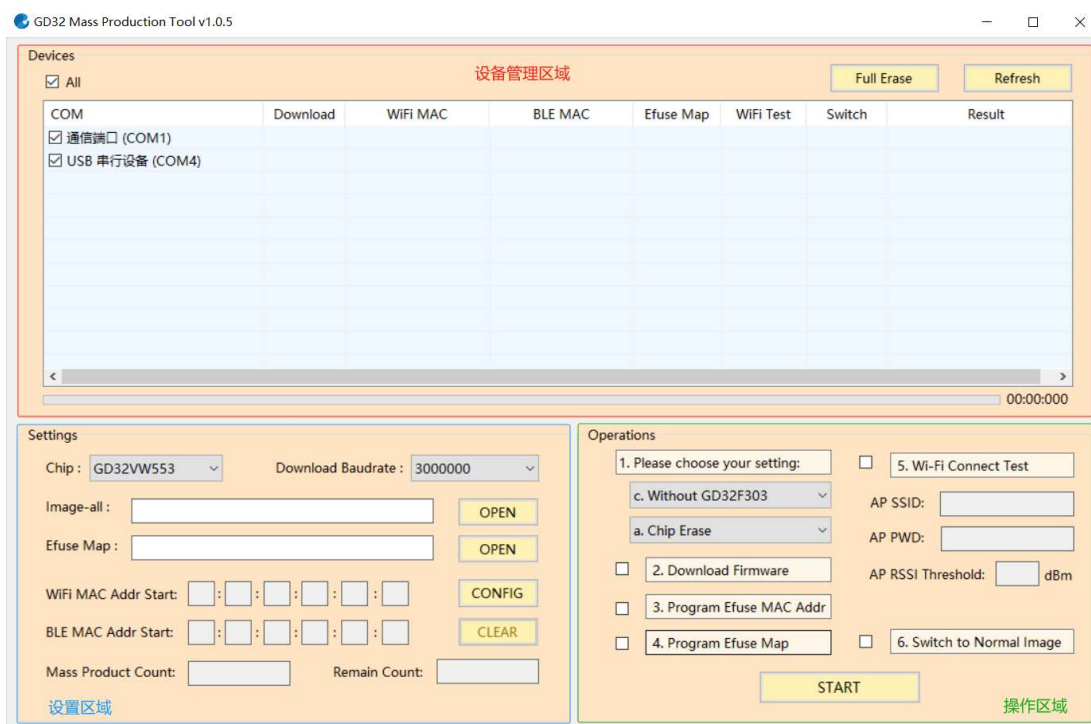 GD32 Mass Production Tool v1.0.5
Devices
All
设备管理区域
Full Erase
Refresh
COM Download WiFi MAC BLE MAC Efuse Map WiFi Test Switch Result
通信端口 (COM1)
USB 串行设备 (COM4)
00:00:000
Settings
Chip : GD32VW553 Download Baudrate : 3000000
Image-all : OPEN
Efuse Map : OPEN
WiFi MAC Addr Start: : : : : : CONFIG
BLE MAC Addr Start: : : : : : CLEAR
Mass Product Count: Remain Count:
设置区域
Operations
1. Please choose your setting:
c. Without GD32F303
a. Chip Erase
2. Download Firmware
3. Program Efuse MAC Addr
4. Program Efuse Map
5. Wi-Fi Connect Test
AP SSID:
AP PWD:
AP RSSI Threshold: dBm
6. Switch to Normal Image
START
操作区域